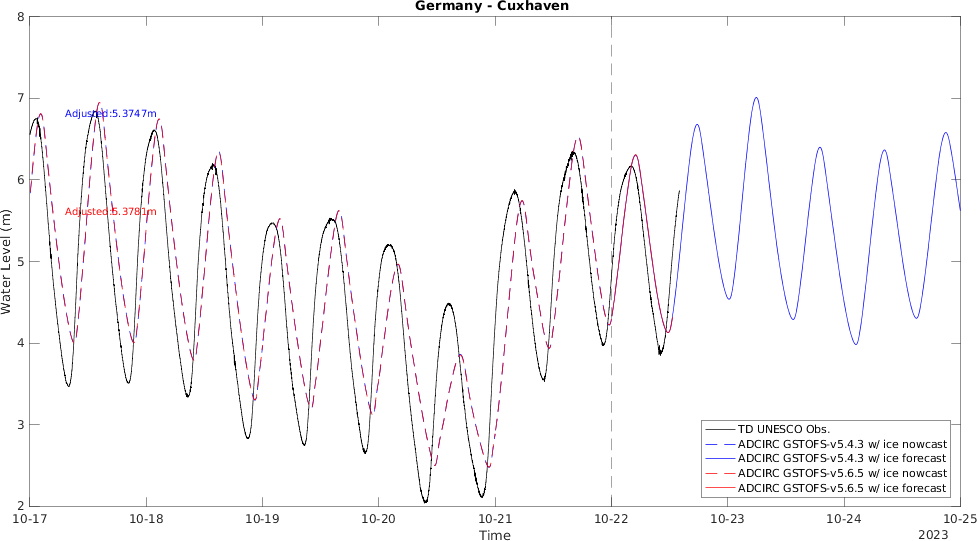 Germany - Cuxhaven
8
7
6
5
4
3
2
Water Level (m)
Adjusted:5.3747m
Adjusted:5.3781m
TD UNESCO Obs.
ADCIRC GSTOFS-v5.4.3 w/ ice nowcast
ADCIRC GSTOFS-v5.4.3 w/ ice forecast
ADCIRC GSTOFS-v5.6.5 w/ ice nowcast
ADCIRC GSTOFS-v5.6.5 w/ ice forecast
10-17 10-18 10-19 10-20 10-21 10-22 10-23 10-24 10-25
Time
2023